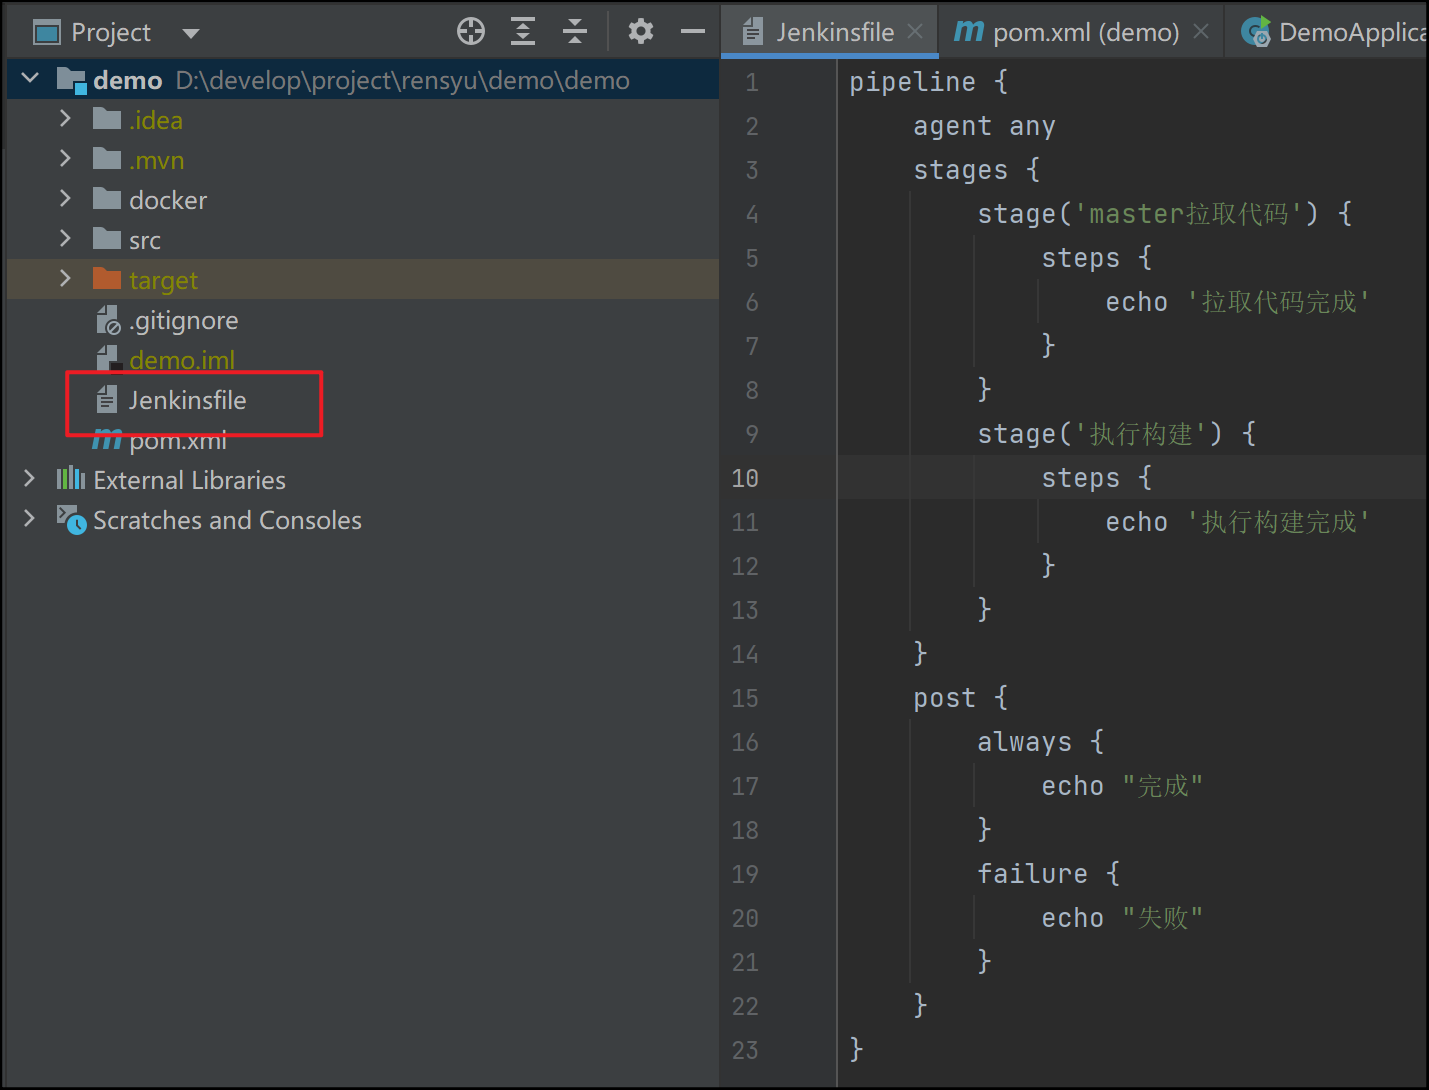 Project
demo D:\develop\project\rensyu\demo\demo
.idea
.mvn
docker
src
target
.gitignore
demo.iml
Jenkinsfile
pom.xml
External Libraries
Scratches and Consoles
Jenkinsfile
pom.xml (demo)
DemoApplica
1 pipeline {
2 agent any
3 stages {
4 stage('master拉取代码') {
5 steps {
6 echo '拉取代码完成'
7 }
8 }
9 stage('执行构建') {
10 steps {
11 echo '执行构建完成'
12 }
13 }
14 }
15 post {
16 always {
17 echo "完成"
18 }
19 failure {
20 echo "失败"
21 }
22 }
23 }